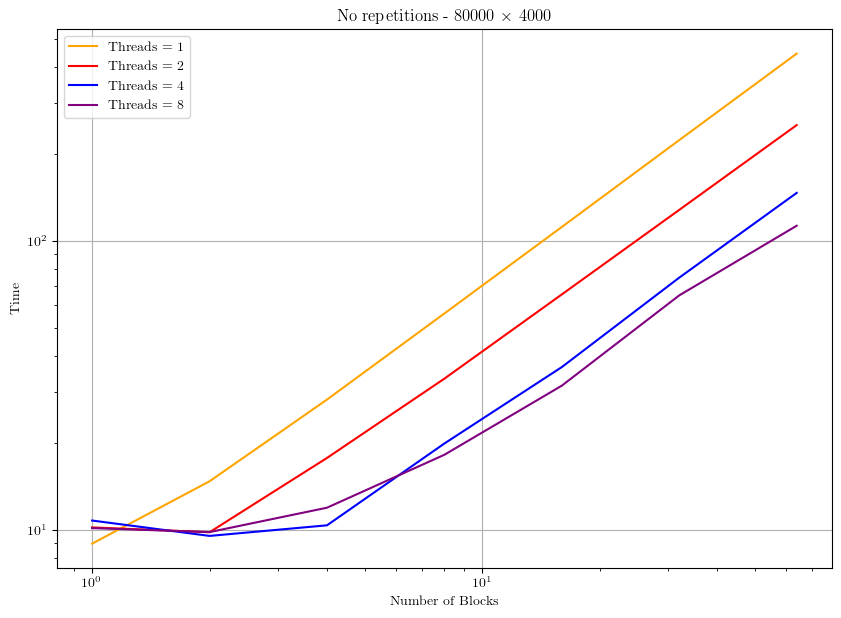 No repetitions - 80000 × 4000
Threads = 1
Threads = 2
Threads = 4
Threads = 8
Time
10²
10¹
10⁰
10¹
Number of Blocks